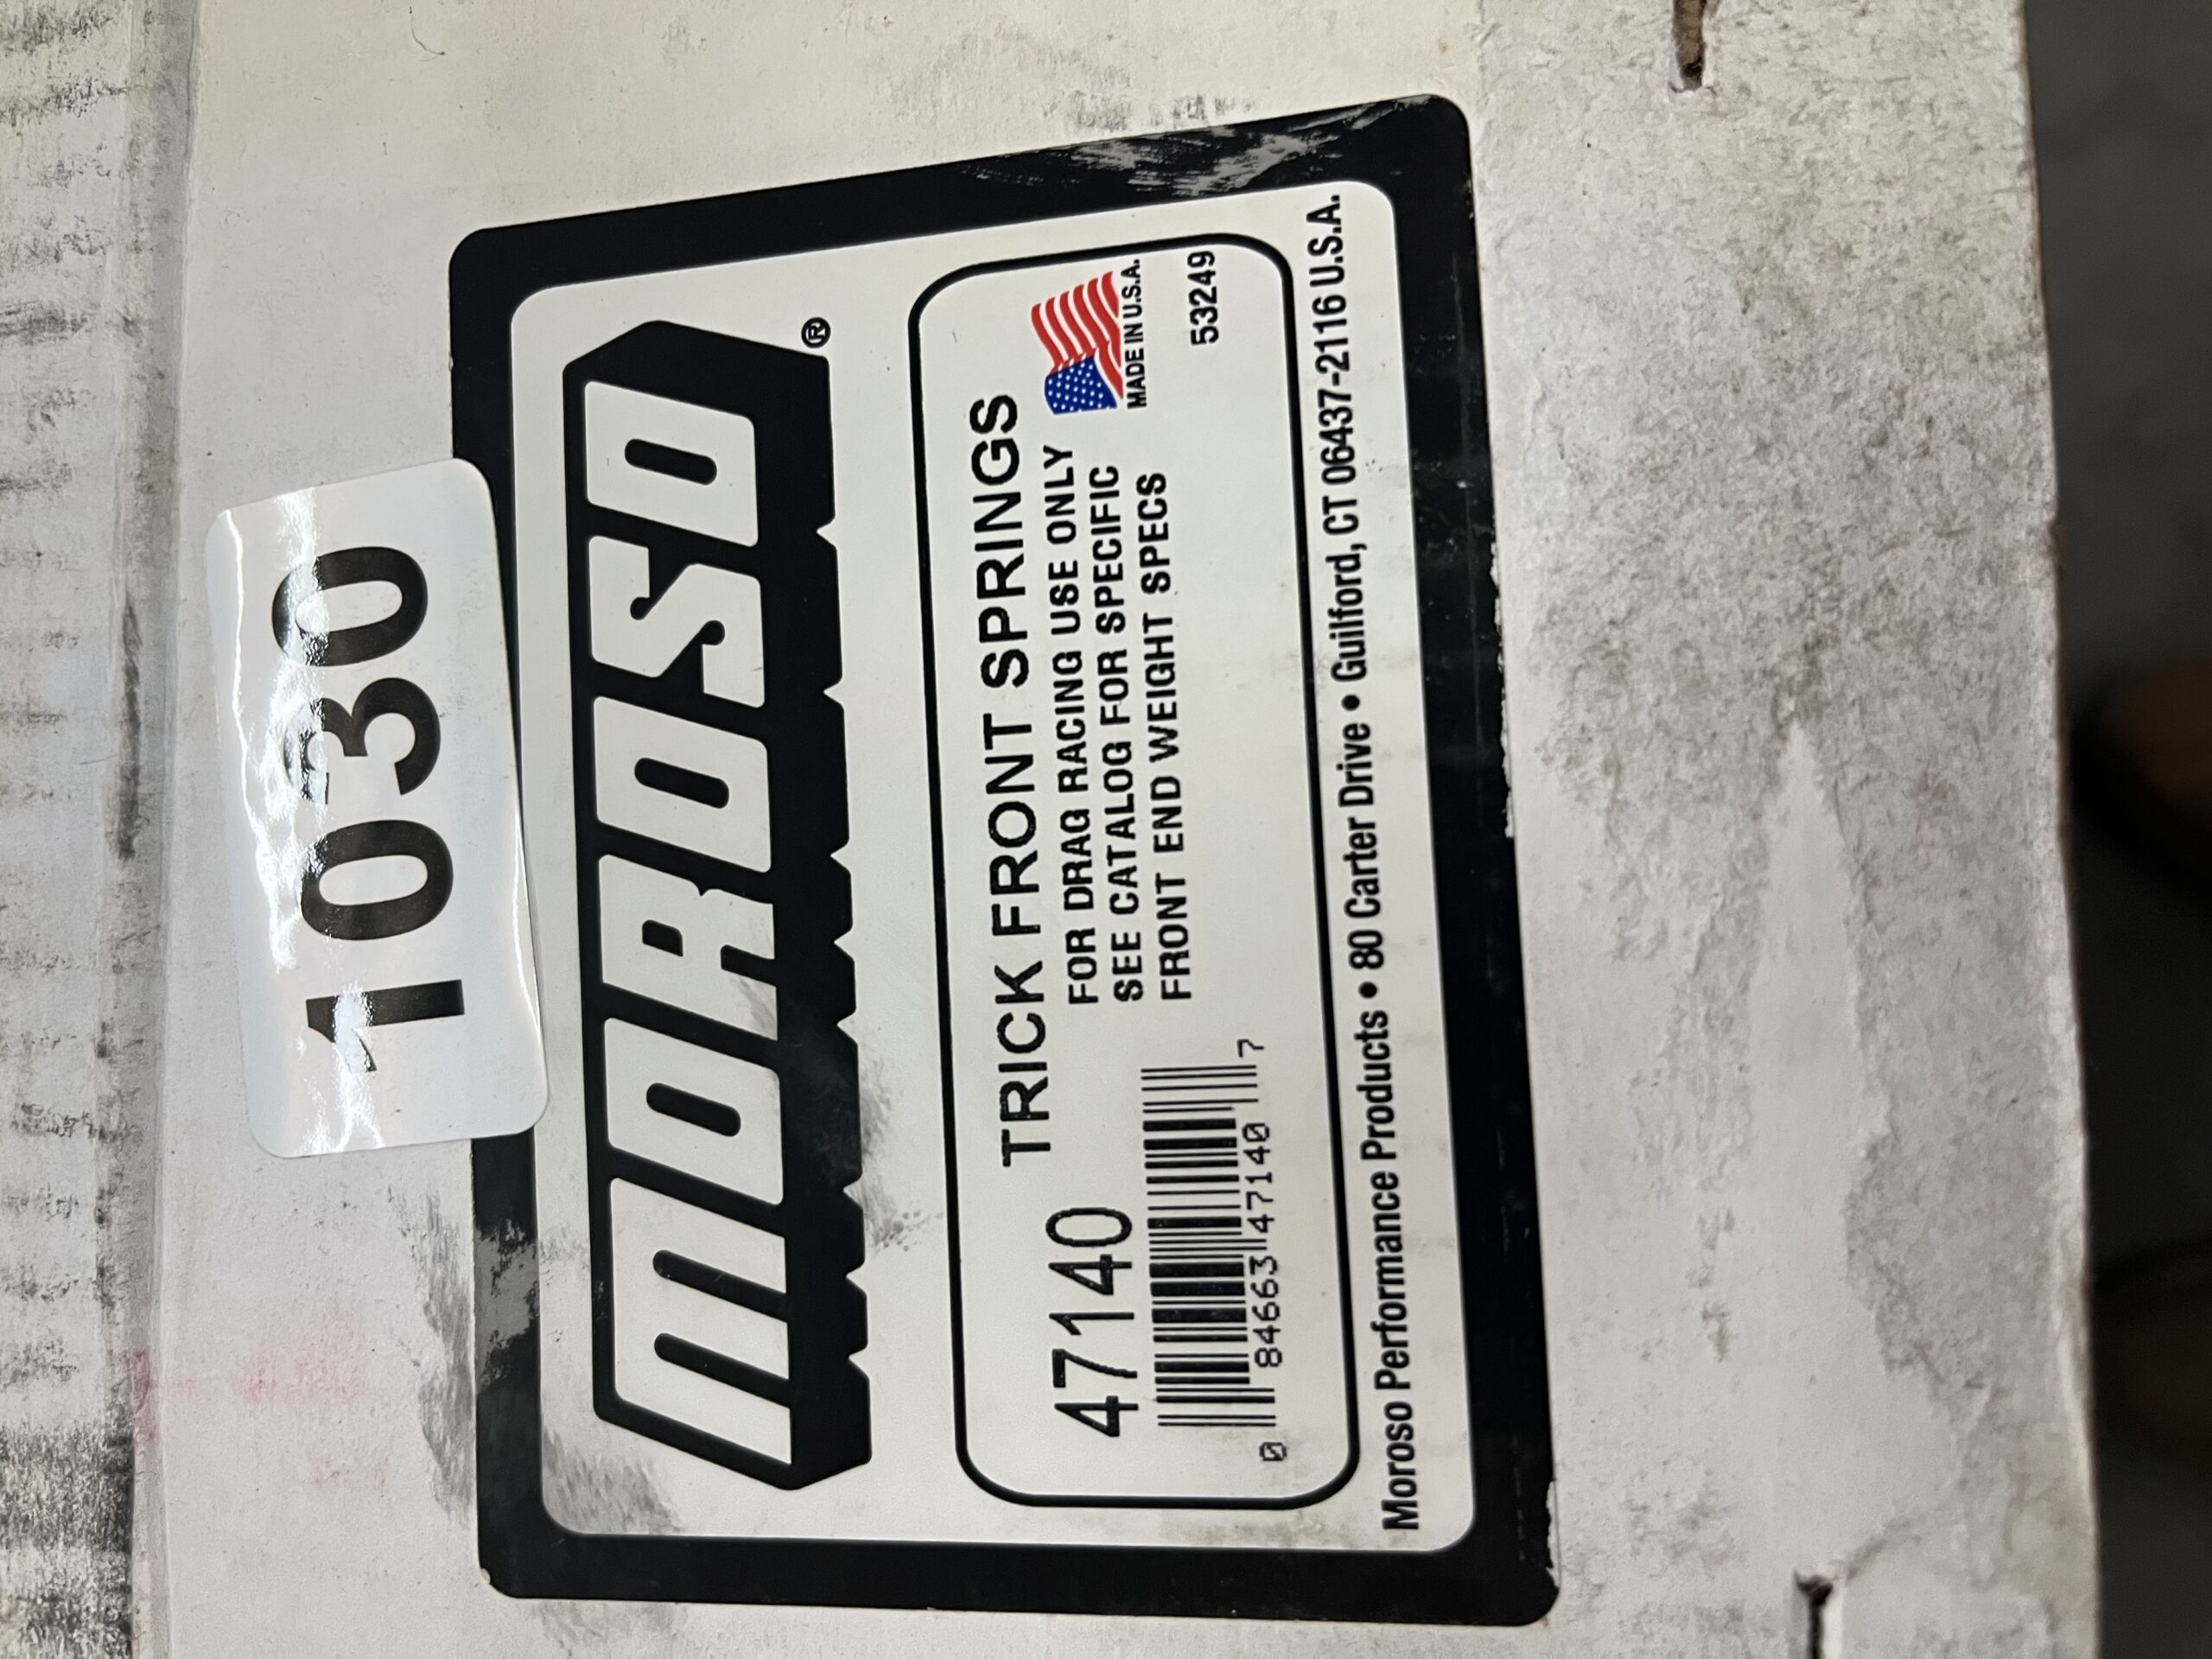 1030
MOROSO®
47140 TRICK FRONT SPRINGS
FOR DRAG RACING USE ONLY
SEE CATALOG FOR SPECIFIC
FRONT END WEIGHT SPECS
MADE IN U.S.A.
53249
0 84663 47140 7
Moroso Performance Products • 80 Carter Drive • Guilford, CT 06437-2116 U.S.A.